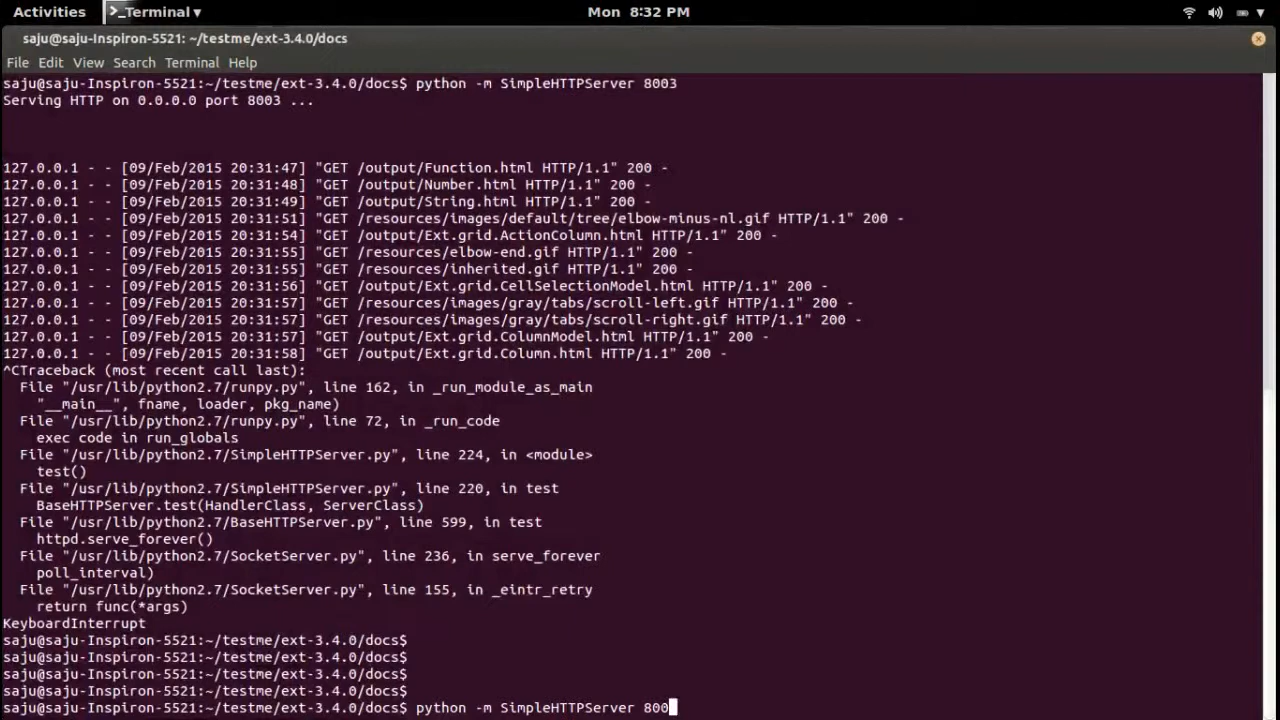 Activities >_Terminal ▾ Mon 8:32 PM
saju@saju-Inspiron-5521: ~/testme/ext-3.4.0/docs
File Edit View Search Terminal Help
saju@saju-Inspiron-5521:~/testme/ext-3.4.0/docs$ python -m SimpleHTTPServer 8003
Serving HTTP on 0.0.0.0 port 8003 ...
127.0.0.1 - - [09/Feb/2015 20:31:47] "GET /output/Function.html HTTP/1.1" 200 -
127.0.0.1 - - [09/Feb/2015 20:31:48] "GET /output/Number.html HTTP/1.1" 200 -
127.0.0.1 - - [09/Feb/2015 20:31:49] "GET /output/String.html HTTP/1.1" 200 -
127.0.0.1 - - [09/Feb/2015 20:31:51] "GET /resources/images/default/tree/elbow-minus-nl.gif HTTP/1.1" 200 -
127.0.0.1 - - [09/Feb/2015 20:31:54] "GET /output/Ext.grid.ActionColumn.html HTTP/1.1" 200 -
127.0.0.1 - - [09/Feb/2015 20:31:55] "GET /resources/elbow-end.gif HTTP/1.1" 200 -
127.0.0.1 - - [09/Feb/2015 20:31:55] "GET /resources/inherited.gif HTTP/1.1" 200 -
127.0.0.1 - - [09/Feb/2015 20:31:56] "GET /output/Ext.grid.CellSelectionModel.html HTTP/1.1" 200 -
127.0.0.1 - - [09/Feb/2015 20:31:57] "GET /resources/images/gray/tabs/scroll-left.gif HTTP/1.1" 200 -
127.0.0.1 - - [09/Feb/2015 20:31:57] "GET /resources/images/gray/tabs/scroll-right.gif HTTP/1.1" 200 -
127.0.0.1 - - [09/Feb/2015 20:31:57] "GET /output/Ext.grid.ColumnModel.html HTTP/1.1" 200 -
127.0.0.1 - - [09/Feb/2015 20:31:58] "GET /output/Ext.grid.Column.html HTTP/1.1" 200 -
^CTraceback (most recent call last):
  File "/usr/lib/python2.7/runpy.py", line 162, in _run_module_as_main
    "__main__", fname, loader, pkg_name)
  File "/usr/lib/python2.7/runpy.py", line 72, in _run_code
    exec code in run_globals
  File "/usr/lib/python2.7/SimpleHTTPServer.py", line 224, in <module>
    test()
  File "/usr/lib/python2.7/SimpleHTTPServer.py", line 220, in test
    BaseHTTPServer.test(HandlerClass, ServerClass)
  File "/usr/lib/python2.7/BaseHTTPServer.py", line 599, in test
    httpd.serve_forever()
  File "/usr/lib/python2.7/SocketServer.py", line 236, in serve_forever
    poll_interval)
  File "/usr/lib/python2.7/SocketServer.py", line 155, in _eintr_retry
    return func(*args)
KeyboardInterrupt
saju@saju-Inspiron-5521:~/testme/ext-3.4.0/docs$
saju@saju-Inspiron-5521:~/testme/ext-3.4.0/docs$
saju@saju-Inspiron-5521:~/testme/ext-3.4.0/docs$
saju@saju-Inspiron-5521:~/testme/ext-3.4.0/docs$
saju@saju-Inspiron-5521:~/testme/ext-3.4.0/docs$ python -m SimpleHTTPServer 800